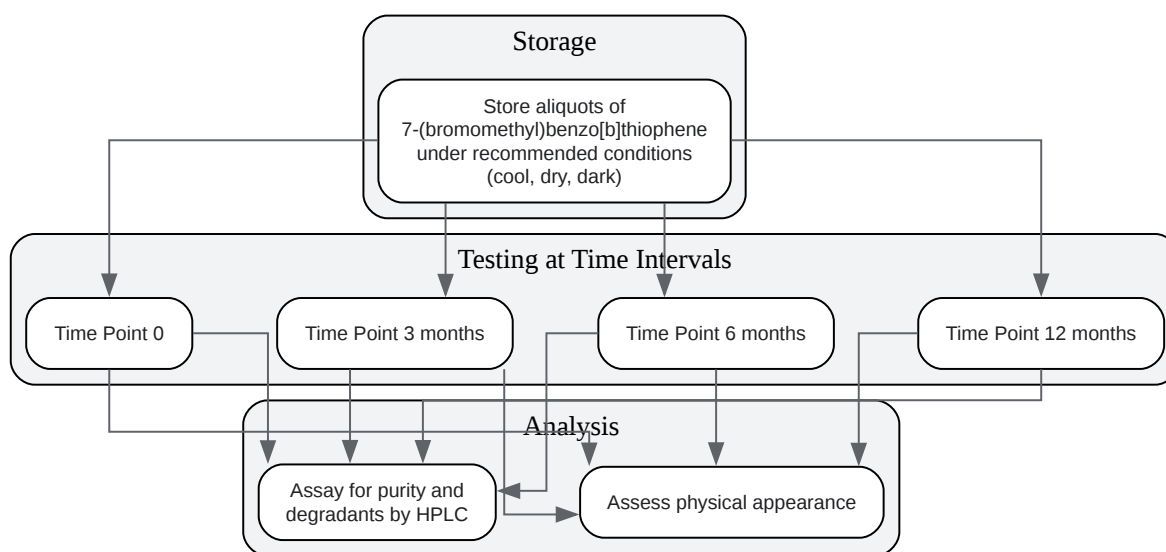 Storage
Store aliquots of
7-(bromomethyl)benzo[b]thiophene
under recommended conditions
(cool, dry, dark)
Testing at Time Intervals
Time Point 0
Time Point 3 months
Time Point 6 months
Time Point 12 months
Analysis
Assay for purity and
degradants by HPLC
Assess physical appearance